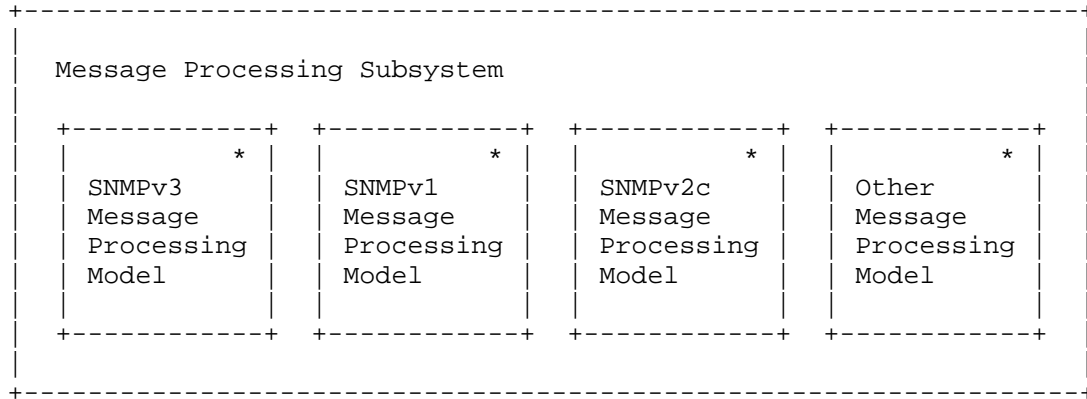 Message Processing Subsystem
* * * *
SNMPv3 SNMPv1 SNMPv2c Other
Message Message Message Message
Processing Processing Processing Processing
Model Model Model Model